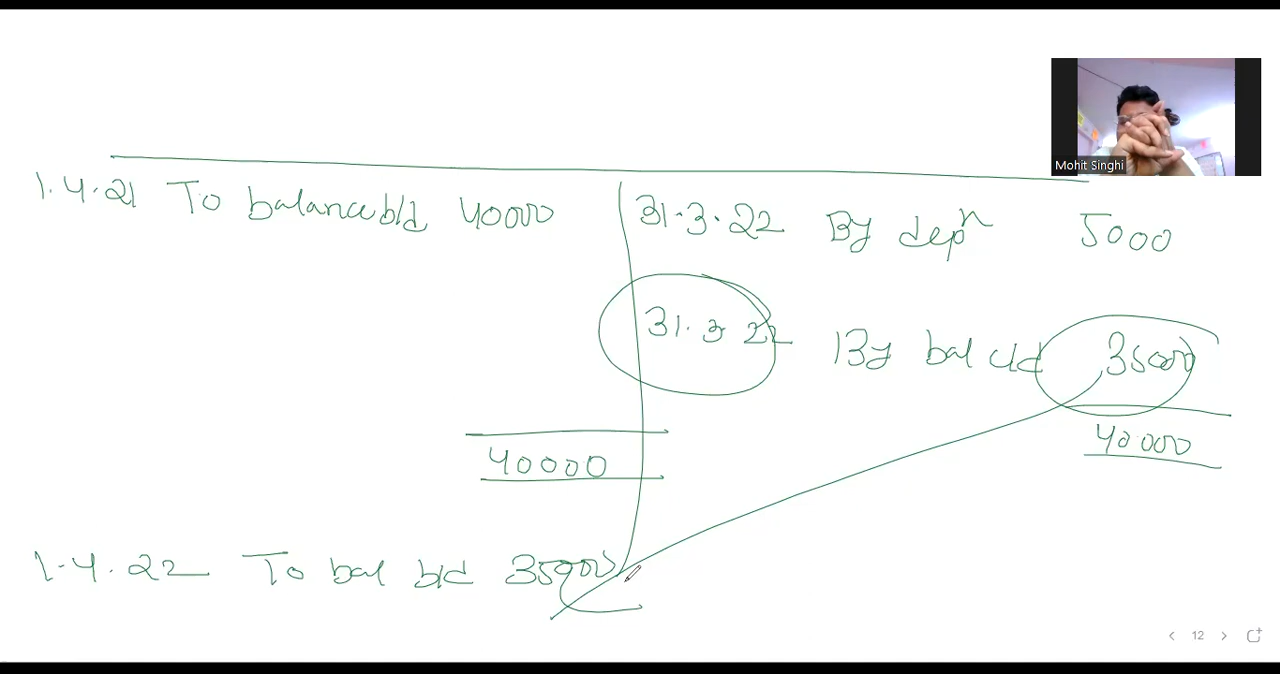 Mohit Singhi
1.4.21 To balance b/d 40000 31.3.22 By depⁿ 5000
31.3.22 By bal c/d 35000
40000 40000
1.4.22 To bal b/d 35000
12